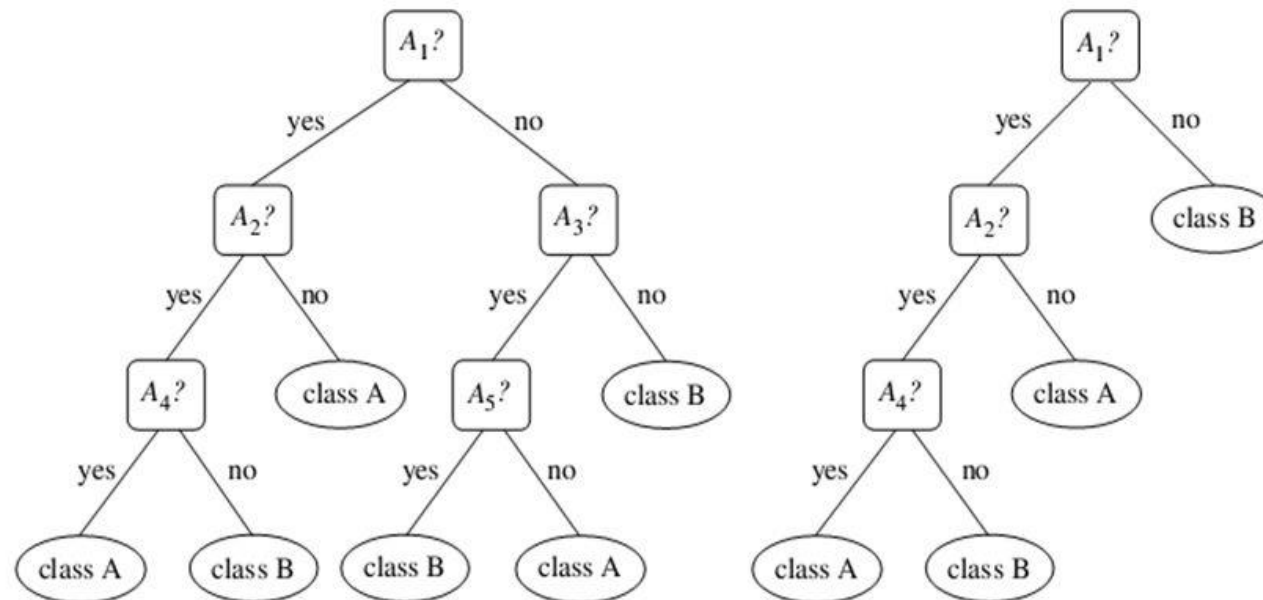 A₁? A₁?
yes no yes no
A₂? A₃? A₂? class B
yes no yes no yes no
A₄? class A A₅? class B A₄? class A
yes no yes no yes no
class A class B class B class A class A class B